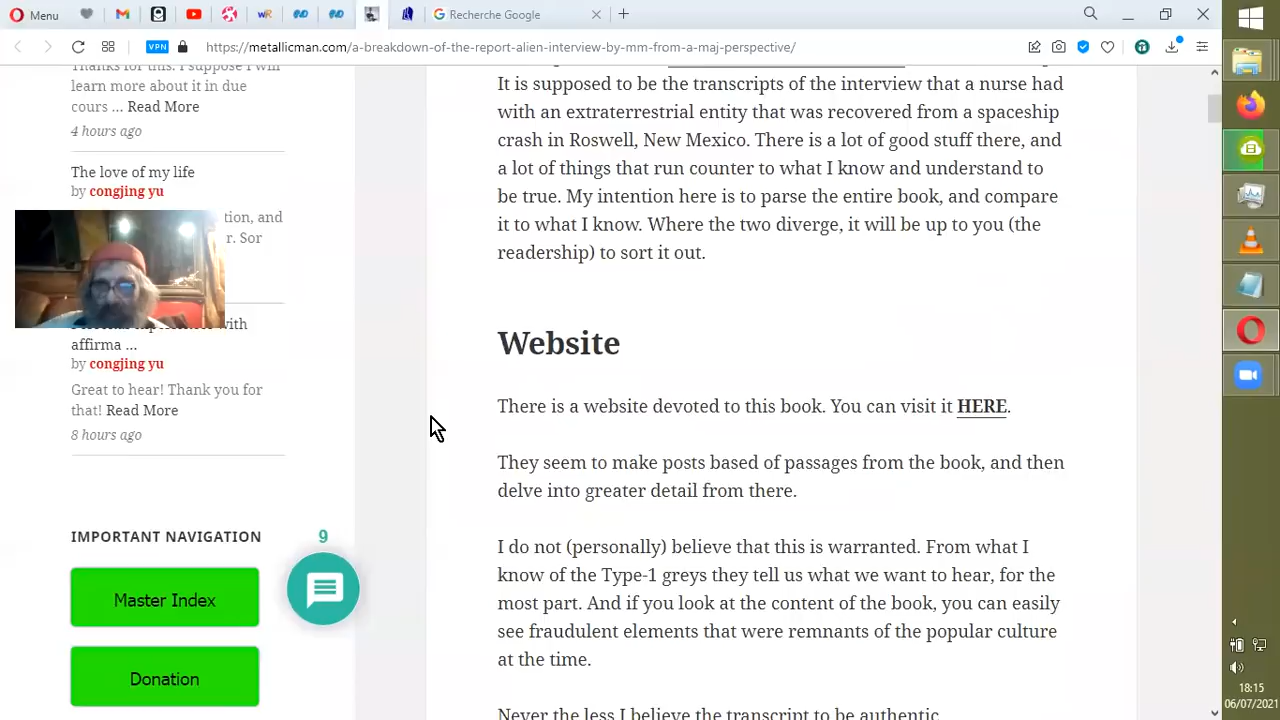 Menu
Recherche Google
VPN
https://metallicman.com/a-breakdown-of-the-report-alien-interview-by-mm-from-a-maj-perspective/
Thanks for this. I suppose I will
learn more about it in due
cours ... Read More
4 hours ago
The love of my life
by congjing yu
tion, and
r. Sor
with
affirma ...
by congjing yu
Great to hear! Thank you for
that! Read More
8 hours ago
IMPORTANT NAVIGATION
9
Master Index
Donation
It is supposed to be the transcripts of the interview that a nurse had
with an extraterrestrial entity that was recovered from a spaceship
crash in Roswell, New Mexico. There is a lot of good stuff there, and
a lot of things that run counter to what I know and understand to
be true. My intention here is to parse the entire book, and compare
it to what I know. Where the two diverge, it will be up to you (the
readership) to sort it out.
Website
There is a website devoted to this book. You can visit it HERE.
They seem to make posts based of passages from the book, and then
delve into greater detail from there.
I do not (personally) believe that this is warranted. From what I
know of the Type-1 greys they tell us what we want to hear, for the
most part. And if you look at the content of the book, you can easily
see fraudulent elements that were remnants of the popular culture
at the time.
Never the less I believe the transcript to be authentic
18:15
06/07/2021